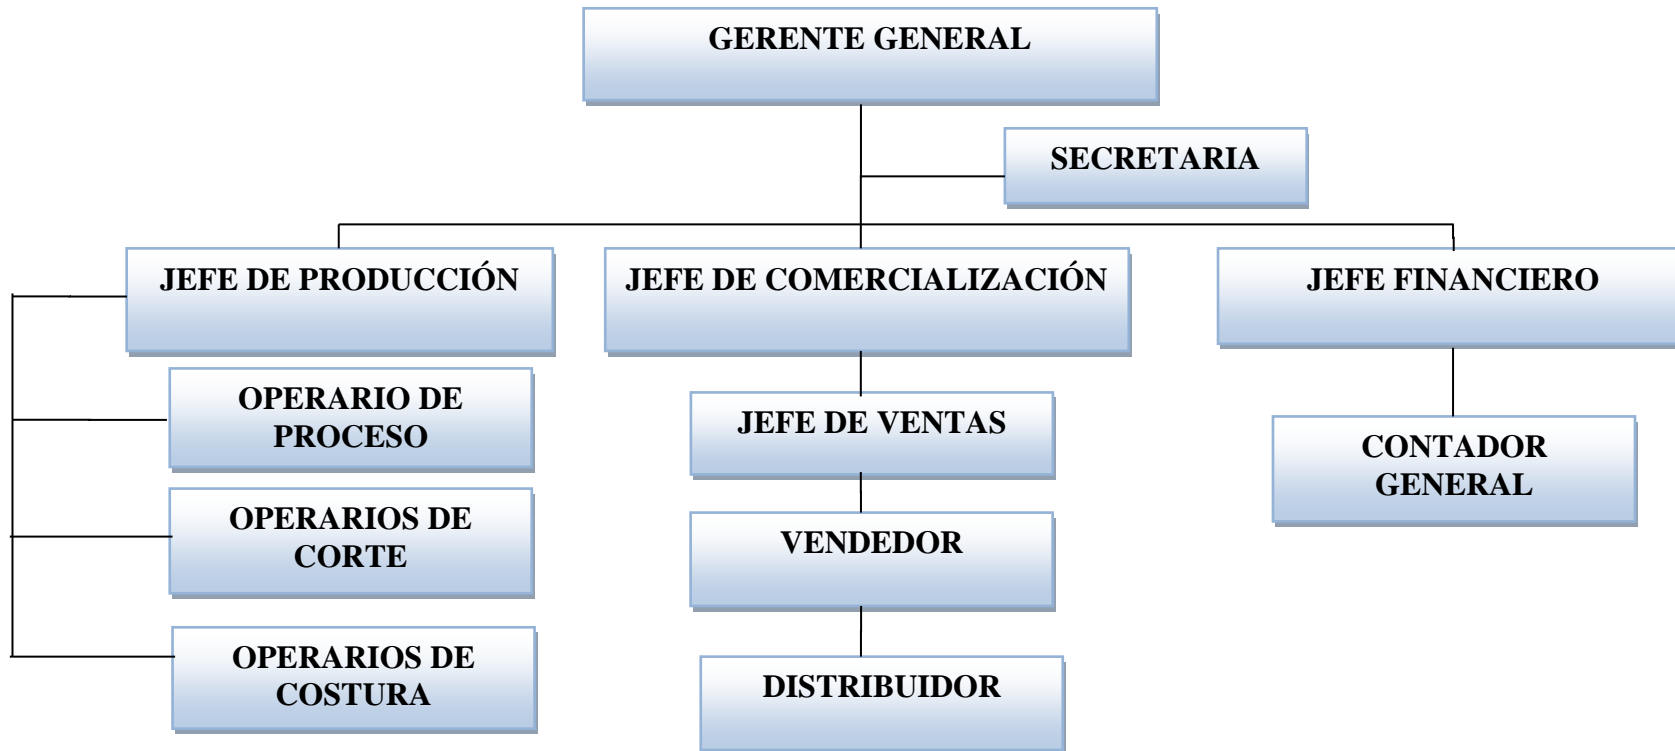 GERENTE GENERAL
SECRETARIA
JEFE DE PRODUCCIÓN
JEFE DE COMERCIALIZACIÓN
JEFE FINANCIERO
OPERARIO DE
PROCESO
OPERARIOS DE
CORTE
OPERARIOS DE
COSTURA
JEFE DE VENTAS
VENDEDOR
DISTRIBUIDOR
CONTADOR
GENERAL